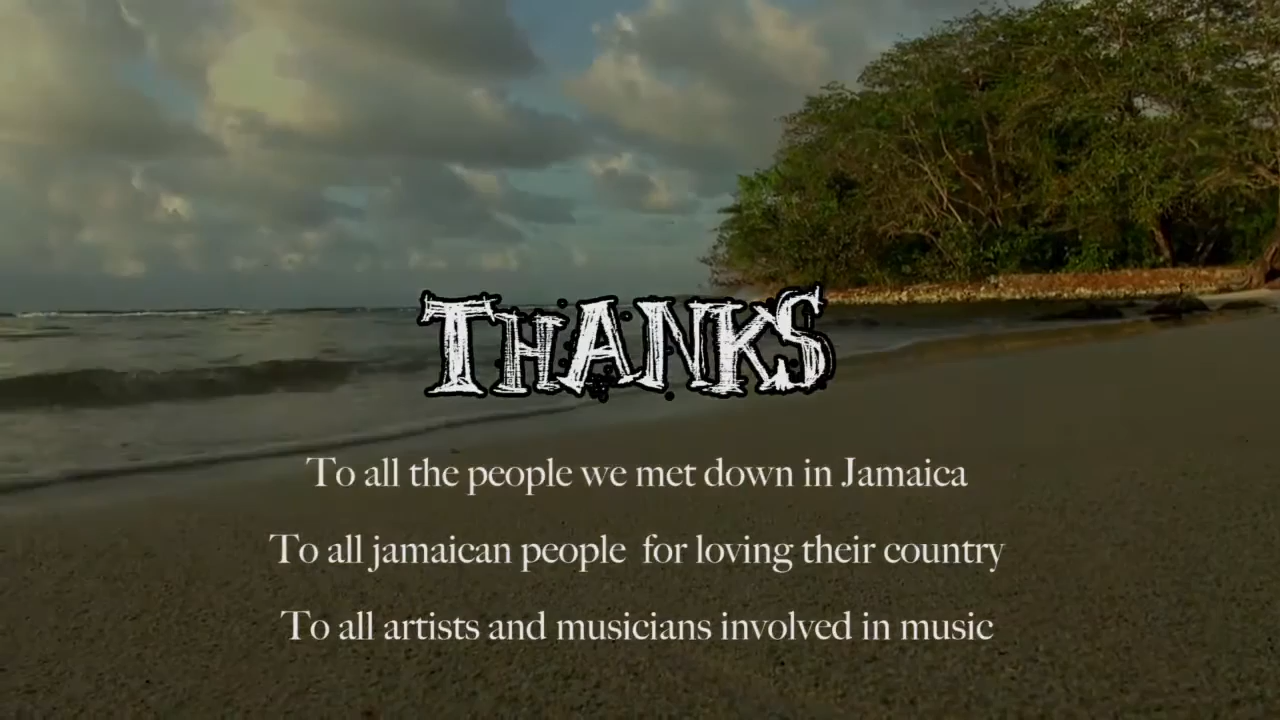 THANKS
To all the people we met down in Jamaica
To all jamaican people  for loving their country
To all artists and musicians involved in music